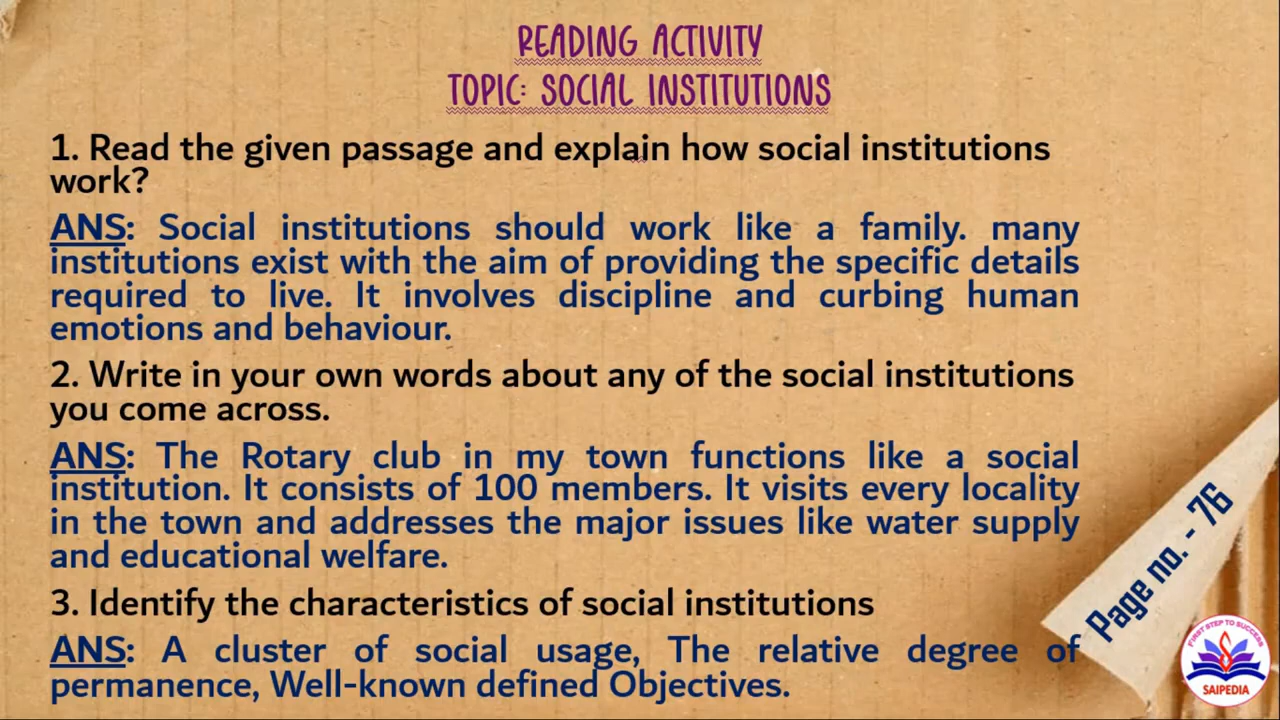 READING ACTIVITY
TOPIC: SOCIAL INSTITUTIONS
1. Read the given passage and explain how social institutions
work?
ANS: Social institutions should work like a family. many
institutions exist with the aim of providing the specific details
required to live. It involves discipline and curbing human
emotions and behaviour.
2. Write in your own words about any of the social institutions
you come across.
ANS: The Rotary club in my town functions like a social
institution. It consists of 100 members. It visits every locality
in the town and addresses the major issues like water supply
and educational welfare.
3. Identify the characteristics of social institutions
ANS: A cluster of social usage, The relative degree of
permanence, Well-known defined Objectives.
Page no. - 76
FIRST STEP TO SUCCESS
SAIPEDIA